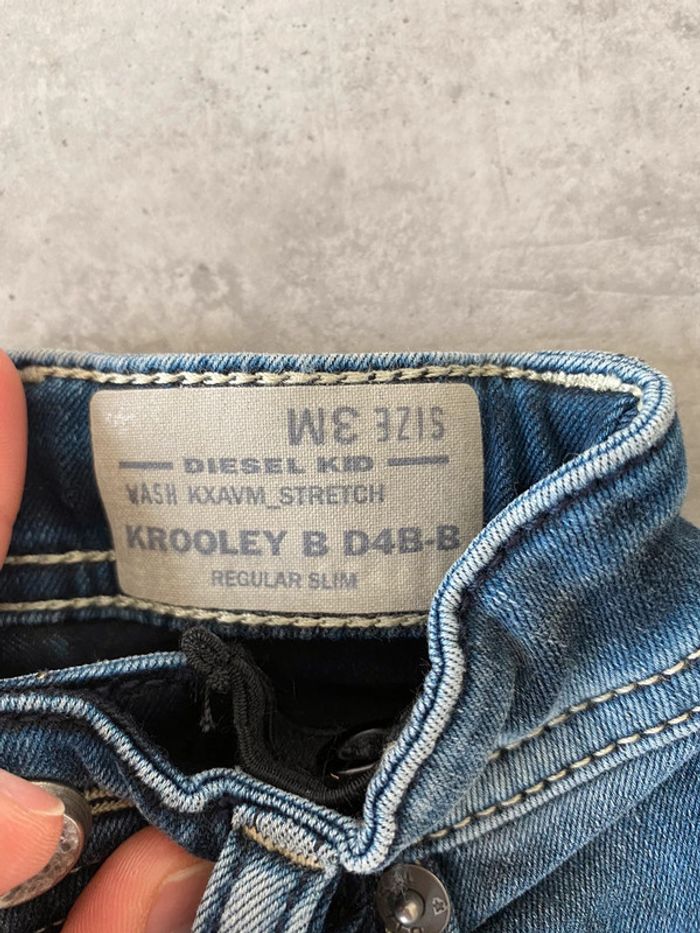 SIZE 3M
DIESEL KID
WASH KXAVM_STRETCH
KROOLEY B D4B-B
REGULAR SLIM